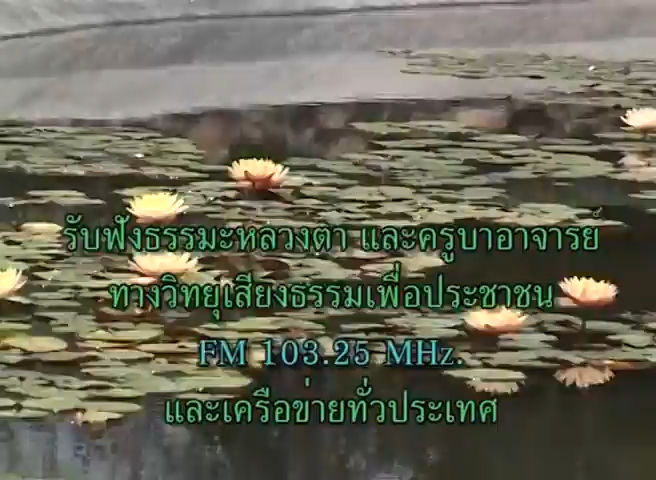 รับฟังธรรมะหลวงตา และครูบาอาจารย์
ทางวิทยุเสียงธรรมเพื่อประชาชน
FM 103.25 MHz.
และเครือข่ายทั่วประเทศ